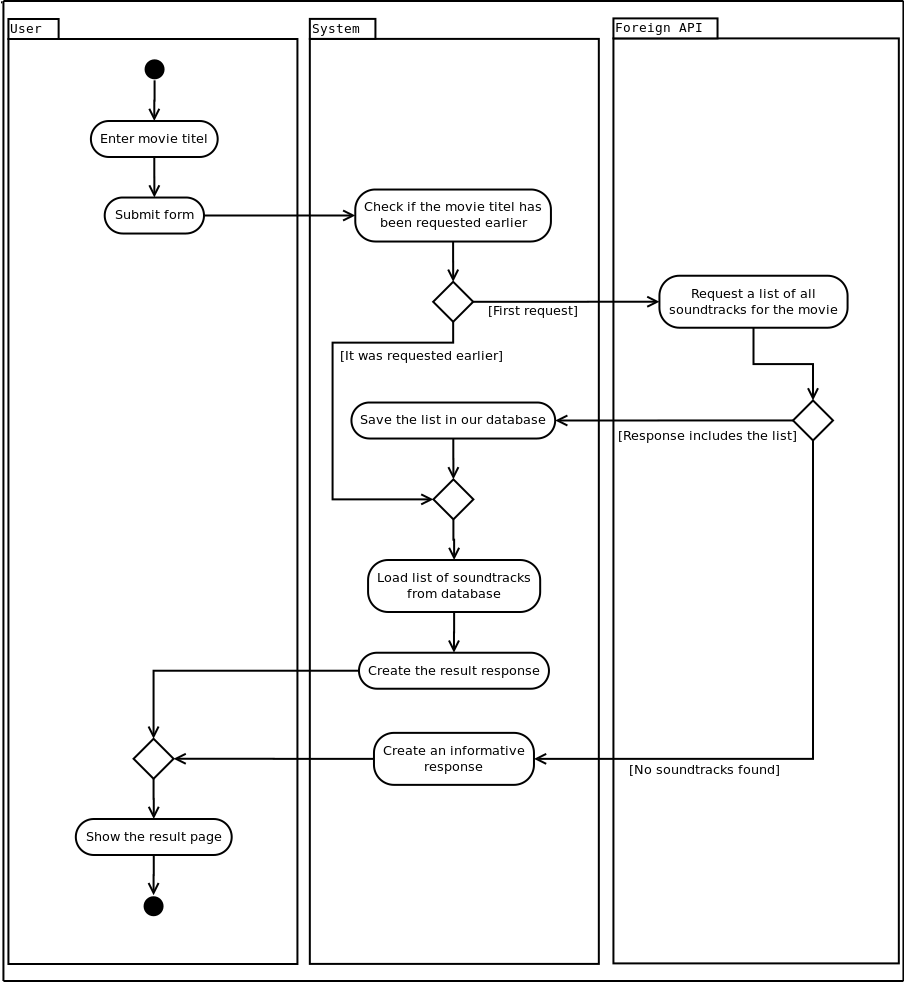 User
System
Foreign API
Enter movie titel
Submit form
Check if the movie titel has
been requested earlier
Request a list of all
soundtracks for the movie
[First request]
[It was requested earlier]
Save the list in our database
[Response includes the list]
Load list of soundtracks
from database
Create the result response
Create an informative
response
[No soundtracks found]
Show the result page